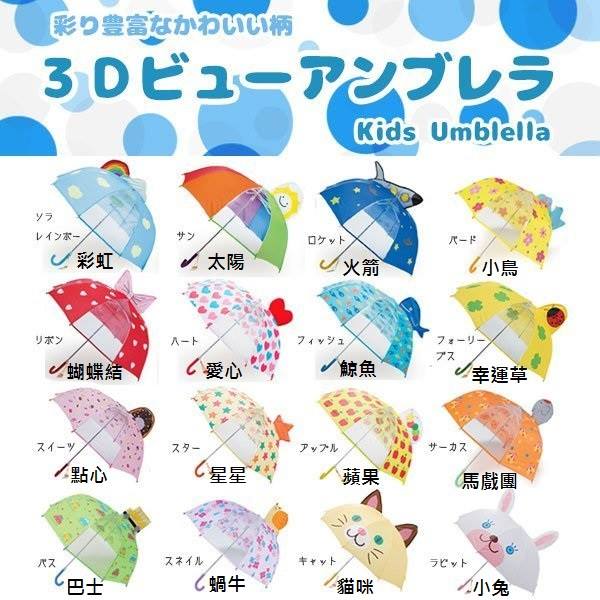 彩り豊富なかわいい柄
3Dビューアンブレラ
Kids Umblella
ソラ
レインボー
彩虹
サン
太陽
ロケット
火箭
バード
小鳥
リボン
蝴蝶結
ハート
愛心
フィッシュ
鯨魚
フォーリー
ブス
幸運草
スイーツ
點心
スター
星星
アップル
蘋果
サーカス
馬戲團
バス
巴士
スネイル
蝸牛
キャット
貓咪
ラビット
小兔